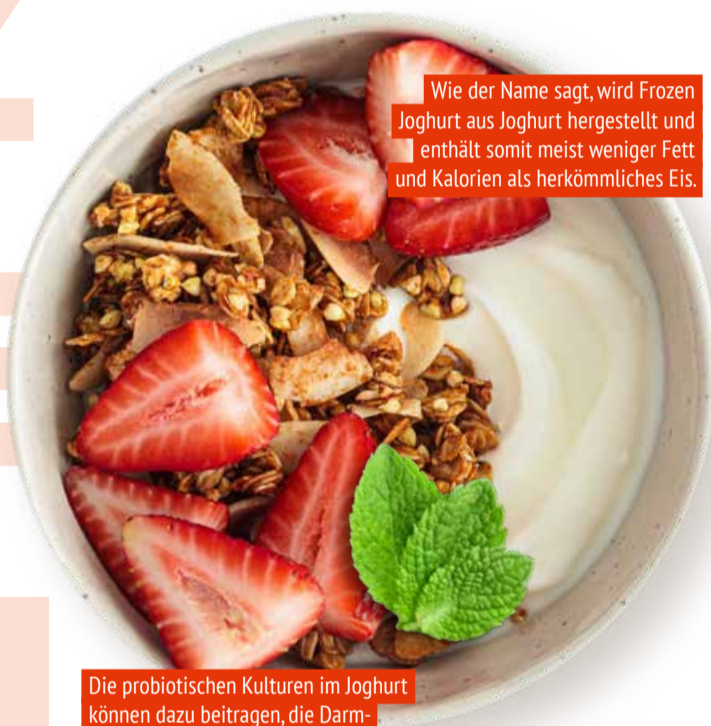 Wie der Name sagt, wird Frozen
Joghurt aus Joghurt hergestellt und
enthält somit meist weniger Fett
und Kalorien als herkömmliches Eis.
Die probiotischen Kulturen im Joghurt
können dazu beitragen, die Darm-